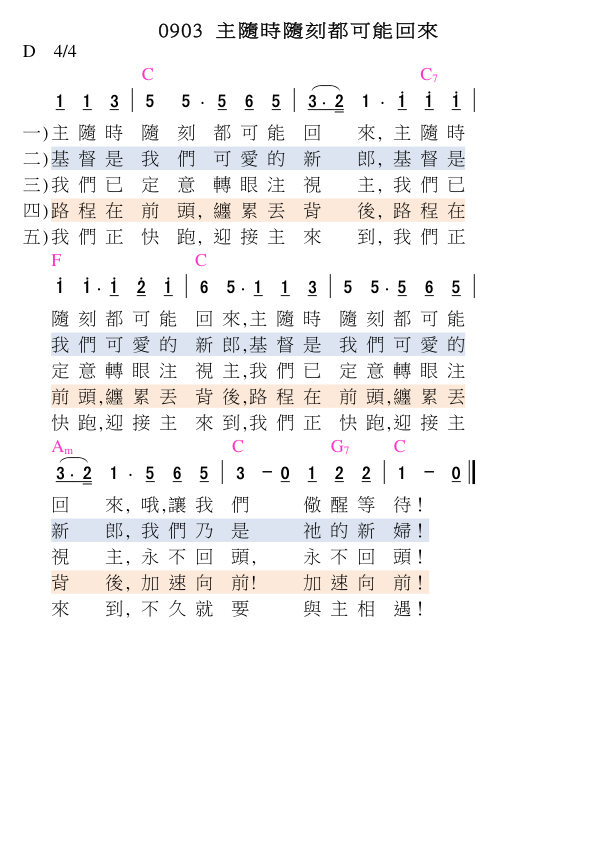 0903 主隨時隨刻都可能回來
D 4/4
C C7
1 1 3 | 5 5 . 5 6 5 | 3 . 2 1 . i i i |
一)主隨時 隨 刻 都可能 回 來, 主隨時
二)基督是 我 們 可愛的 新 郎, 基督是
三)我們已 定 意 轉眼注 視 主, 我們已
四)路程在 前 頭, 纏累丟 背 後, 路程在
五)我們正 快 跑, 迎接主 來 到, 我們正
F C
i i . i 2 i | 6 5 . 1 1 3 | 5 5 . 5 6 5 |
隨刻都可能 回來,主隨時 隨刻都可能
我們可愛的 新郎,基督是 我們可愛的
定意轉眼注 視主,我們已 定意轉眼注
前頭,纏累丟 背後,路程在 前頭,纏累丟
快跑,迎接主 來到,我們正 快跑,迎接主
Am C G7 C
3 . 2 1 . 5 6 5 | 3 - 0 1 2 2 | 1 - 0 ||
回 來, 哦,讓我 們 儆醒等 待!
新 郎, 我們乃 是 祂的新 婦!
視 主, 永不回 頭, 永不回 頭!
背 後, 加速向 前! 加速向 前!
來 到, 不久就 要 與主相 遇!